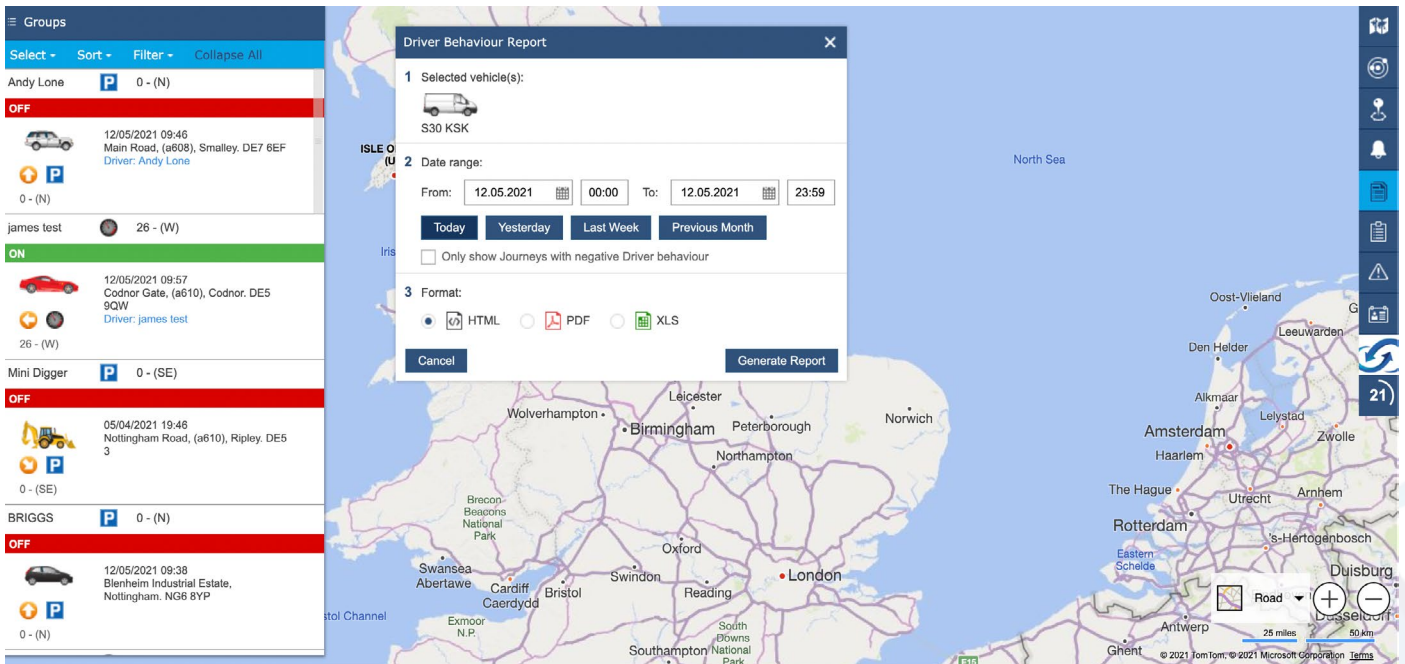 Groups
Select Sort Filter Collapse All
Andy Lone P 0 - (N)
OFF
12/05/2021 09:46
Main Road, (a608), Smalley. DE7 6EF
Driver: Andy Lone
P
0 - (N)
james test 26 - (W)
ON
12/05/2021 09:57
Codnor Gate, (a610), Codnor. DE5
9QW
Driver: james test
26 - (W)
Mini Digger P 0 - (SE)
OFF
05/04/2021 19:46
Nottingham Road, (a610), Ripley. DE5
3
P
0 - (SE)
BRIGGS P 0 - (N)
OFF
12/05/2021 09:38
Blenheim Industrial Estate,
Nottingham. NG6 8YP
P
0 - (N)
Driver Behaviour Report
1 Selected vehicle(s):
S30 KSK
2 Date range:
From: 12.05.2021 00:00 To: 12.05.2021 23:59
Today Yesterday Last Week Previous Month
Only show Journeys with negative Driver behaviour
3 Format:
HTML PDF XLS
Cancel Generate Report
ISLE O
(U
Iris
North Sea
Oost-Vlieland
G
Leeuwarden
Den Helder
Leicester
Wolverhampton
Birmingham
Peterborough
Norwich
Northampton
Alkmaar
Lelystad
Amsterdam
Zwolle
Haarlem
The Hague
Utrecht
Arnhem
Rotterdam
's-Hertogenbosch
Brecon
Beacons
National
Park
Oxford
Eastern
Schelde
Swansea
Abertawe
Cardiff
Caerdydd
Bristol
Swindon
Reading
London
Duisburg
stol Channel
Exmoor
N.P.
South
Downs
National
Park
Southampton
Antwerp
Düsseldorf
Ghent
E15
21
Road
25 miles 50 km
© 2021 TomTom, © 2021 Microsoft Corporation Terms